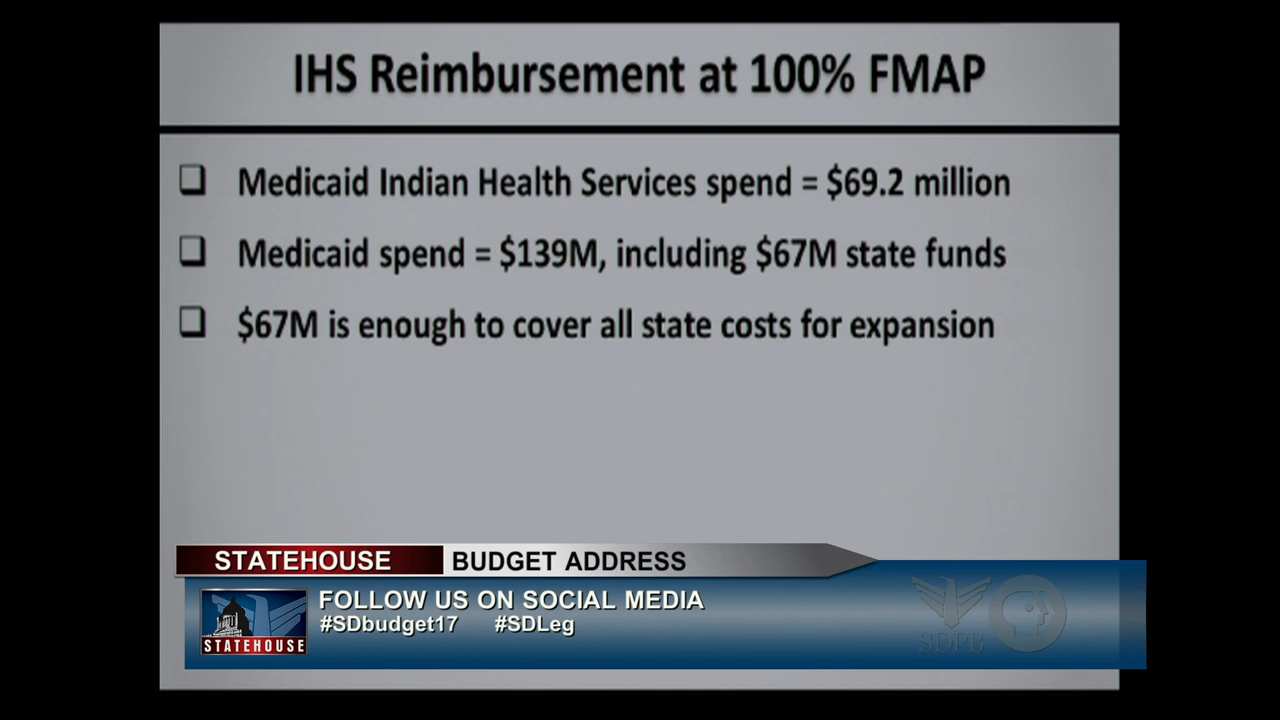 IHS Reimbursement at 100% FMAP
❑ Medicaid Indian Health Services spend = $69.2 million
❑ Medicaid spend = $139M, including $67M state funds
❑ $67M is enough to cover all state costs for expansion
STATEHOUSE BUDGET ADDRESS
FOLLOW US ON SOCIAL MEDIA
#SDbudget17 #SDLeg
STATEHOUSE
SDPB